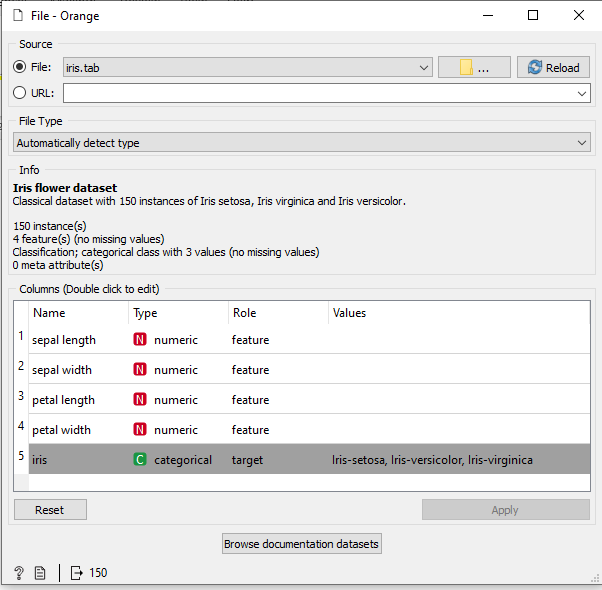 File - Orange
Source
File: iris.tab ... Reload
URL:
File Type
Automatically detect type
Info
Iris flower dataset
Classical dataset with 150 instances of Iris setosa, Iris virginica and Iris versicolor.
150 instance(s)
4 feature(s) (no missing values)
Classification; categorical class with 3 values (no missing values)
0 meta attribute(s)
Columns (Double click to edit)
Name Type Role Values
1 sepal length N numeric feature
2 sepal width N numeric feature
3 petal length N numeric feature
4 petal width N numeric feature
5 iris C categorical target Iris-setosa, Iris-versicolor, Iris-virginica
Reset Apply
Browse documentation datasets
? 150